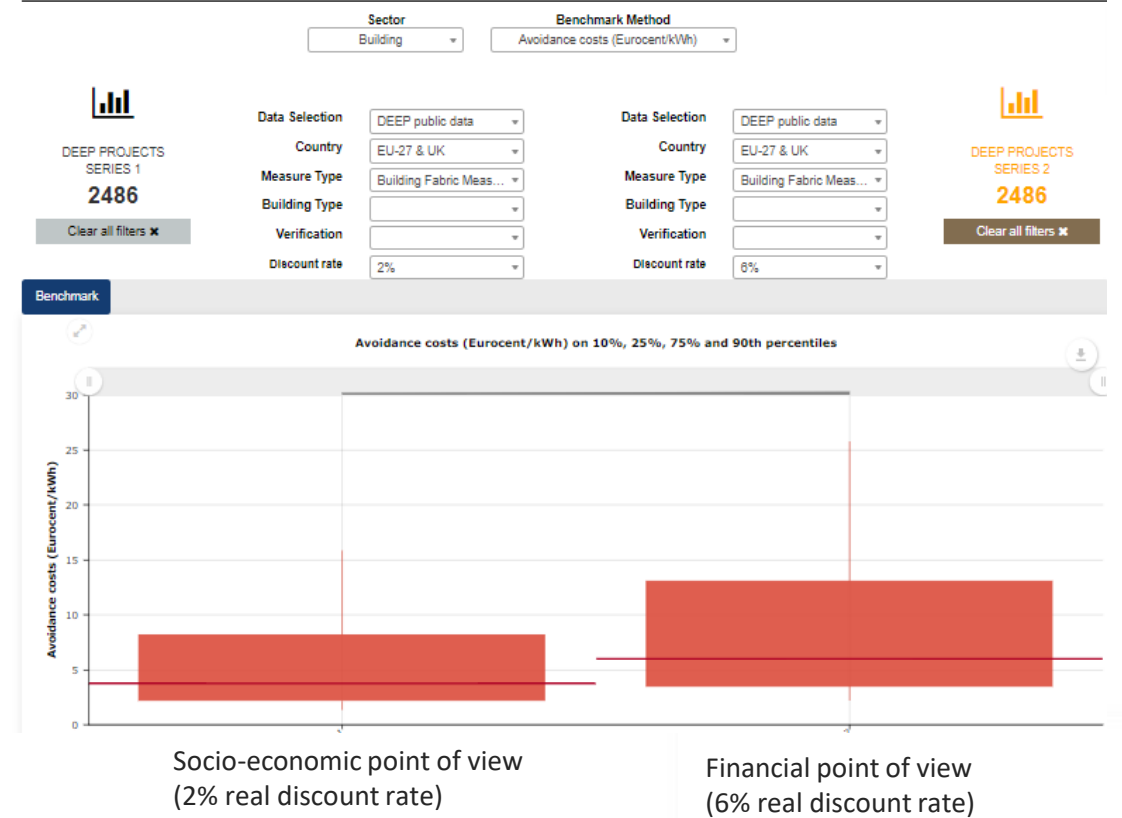 Sector
Benchmark Method
Building
Avoidance costs (Eurocent/kWh)
DEEP PROJECTS
SERIES 1
2486
Clear all filters ✖
Data Selection
DEEP public data
Country
EU-27 & UK
Measure Type
Building Fabric Meas...
Building Type
Verification
Discount rate
2%
Data Selection
DEEP public data
Country
EU-27 & UK
Measure Type
Building Fabric Meas...
Building Type
Verification
Discount rate
6%
DEEP PROJECTS
SERIES 2
2486
Clear all filters ✖
Benchmark
Avoidance costs (Eurocent/kWh) on 10%, 25%, 75% and 90th percentiles
Avoidance costs (Eurocent/kWh)
30
25
20
15
10
5
0
Socio-economic point of view
(2% real discount rate)
Financial point of view
(6% real discount rate)